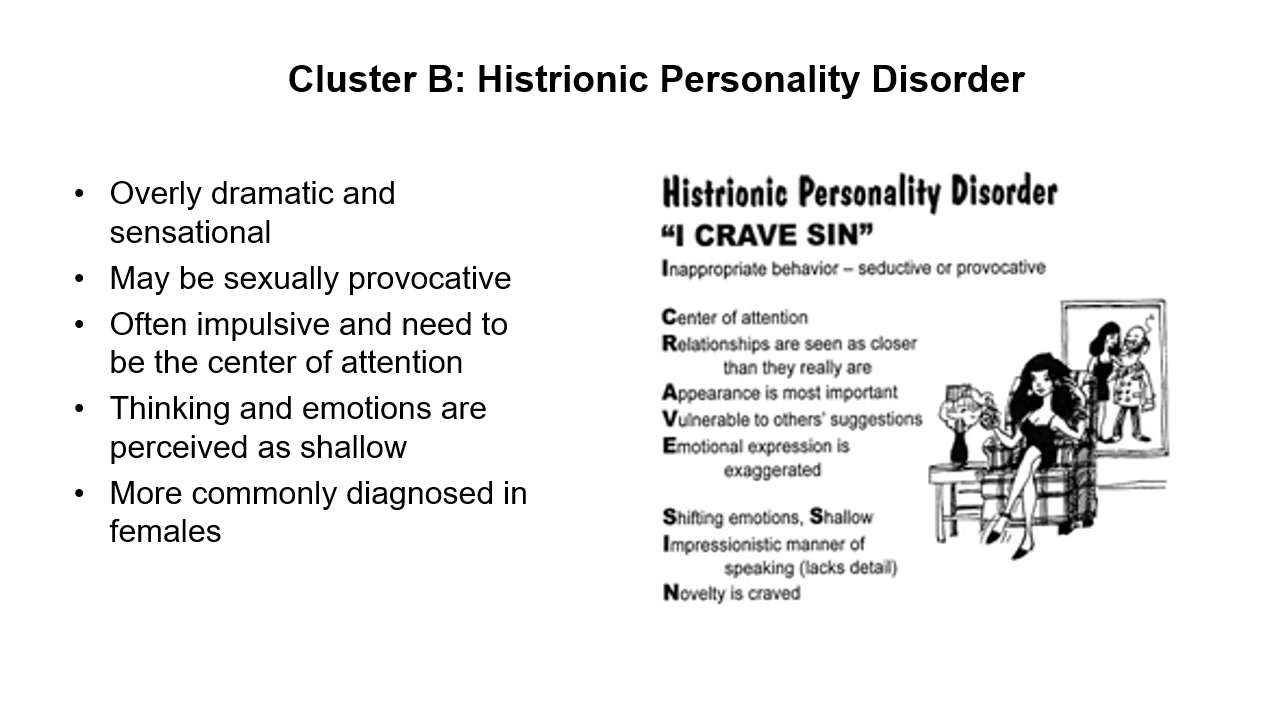 Cluster B: Histrionic Personality Disorder
• Overly dramatic and
sensational
• May be sexually provocative
• Often impulsive and need to
be the center of attention
• Thinking and emotions are
perceived as shallow
• More commonly diagnosed in
females
Histrionic Personality Disorder
“I CRAVE SIN”
Inappropriate behavior – seductive or provocative
Center of attention
Relationships are seen as closer
than they really are
Appearance is most important
Vulnerable to others’ suggestions
Emotional expression is
exaggerated
Shifting emotions, Shallow
Impressionistic manner of
speaking (lacks detail)
Novelty is craved